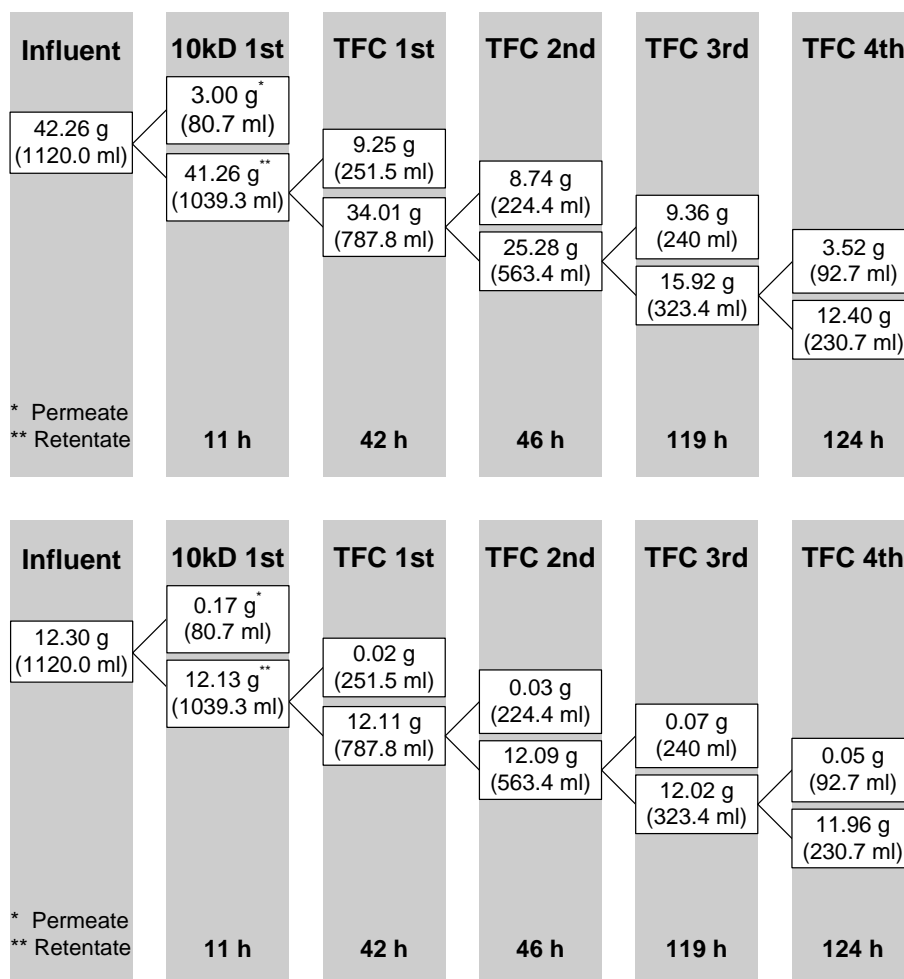 Influent
10kD 1st
TFC 1st
TFC 2nd
TFC 3rd
TFC 4th
42.26 g
(1120.0 ml)
3.00 g*
(80.7 ml)
41.26 g**
(1039.3 ml)
9.25 g
(251.5 ml)
34.01 g
(787.8 ml)
8.74 g
(224.4 ml)
25.28 g
(563.4 ml)
9.36 g
(240 ml)
15.92 g
(323.4 ml)
3.52 g
(92.7 ml)
12.40 g
(230.7 ml)
* Permeate
** Retentate
11 h
42 h
46 h
119 h
124 h
Influent
10kD 1st
TFC 1st
TFC 2nd
TFC 3rd
TFC 4th
12.30 g
(1120.0 ml)
0.17 g*
(80.7 ml)
12.13 g**
(1039.3 ml)
0.02 g
(251.5 ml)
12.11 g
(787.8 ml)
0.03 g
(224.4 ml)
12.09 g
(563.4 ml)
0.07 g
(240 ml)
12.02 g
(323.4 ml)
0.05 g
(92.7 ml)
11.96 g
(230.7 ml)
* Permeate
** Retentate
11 h
42 h
46 h
119 h
124 h